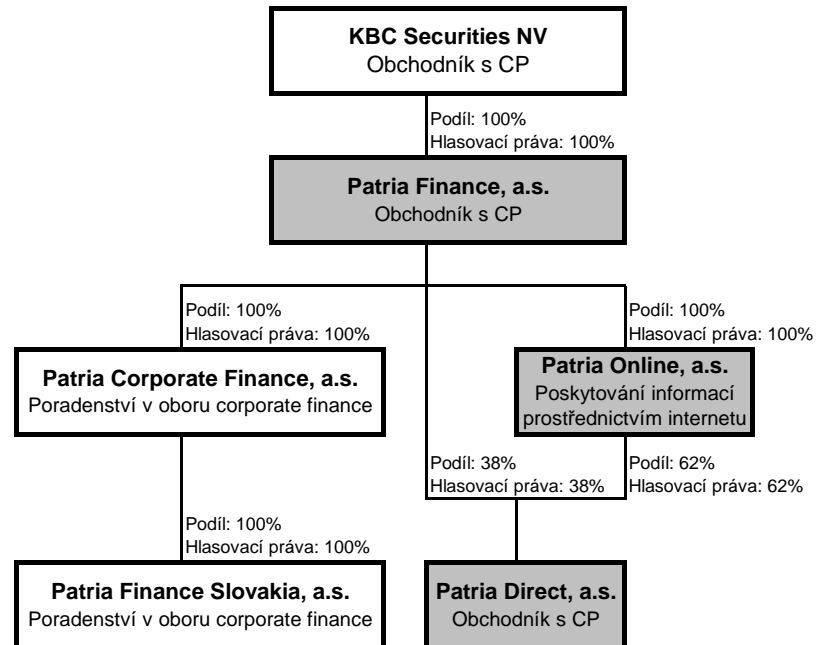 KBC Securities NV
Obchodník s CP
Podíl: 100%
Hlasovací práva: 100%
Patria Finance, a.s.
Obchodník s CP
Podíl: 100%
Hlasovací práva: 100%
Podíl: 100%
Hlasovací práva: 100%
Patria Corporate Finance, a.s.
Poradenství v oboru corporate finance
Patria Online, a.s.
Poskytování informací
prostřednictvím internetu
Podíl: 38%
Hlasovací práva: 38%
Podíl: 62%
Hlasovací práva: 62%
Podíl: 100%
Hlasovací práva: 100%
Patria Finance Slovakia, a.s.
Poradenství v oboru corporate finance
Patria Direct, a.s.
Obchodník s CP